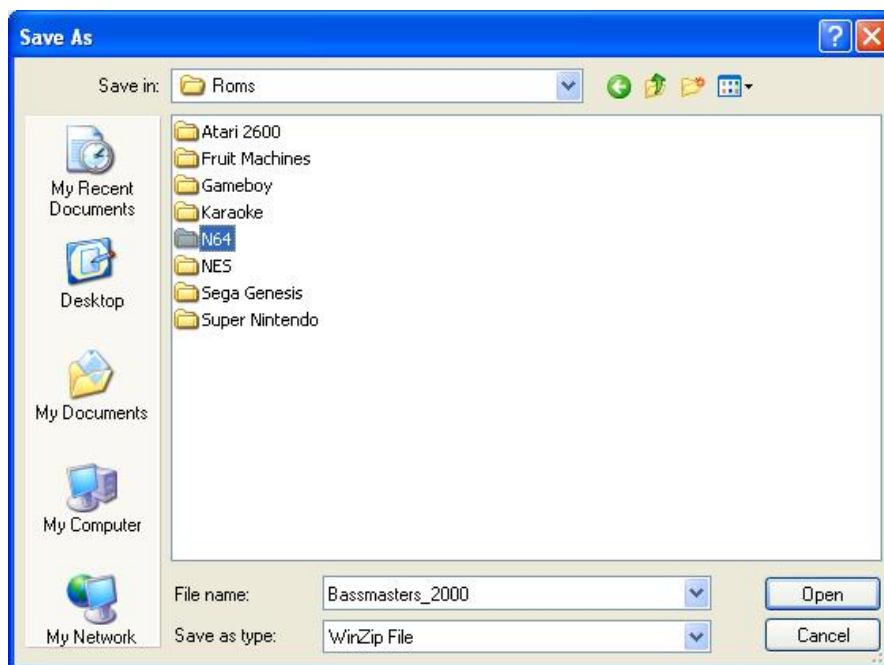 Save As
Save in:
Roms
My Recent
Documents
Desktop
My Documents
My Computer
My Network
Atari 2600
Fruit Machines
Gameboy
Karaoke
N64
NES
Sega Genesis
Super Nintendo
File name:
Bassmasters_2000
Open
Save as type:
WinZip File
Cancel